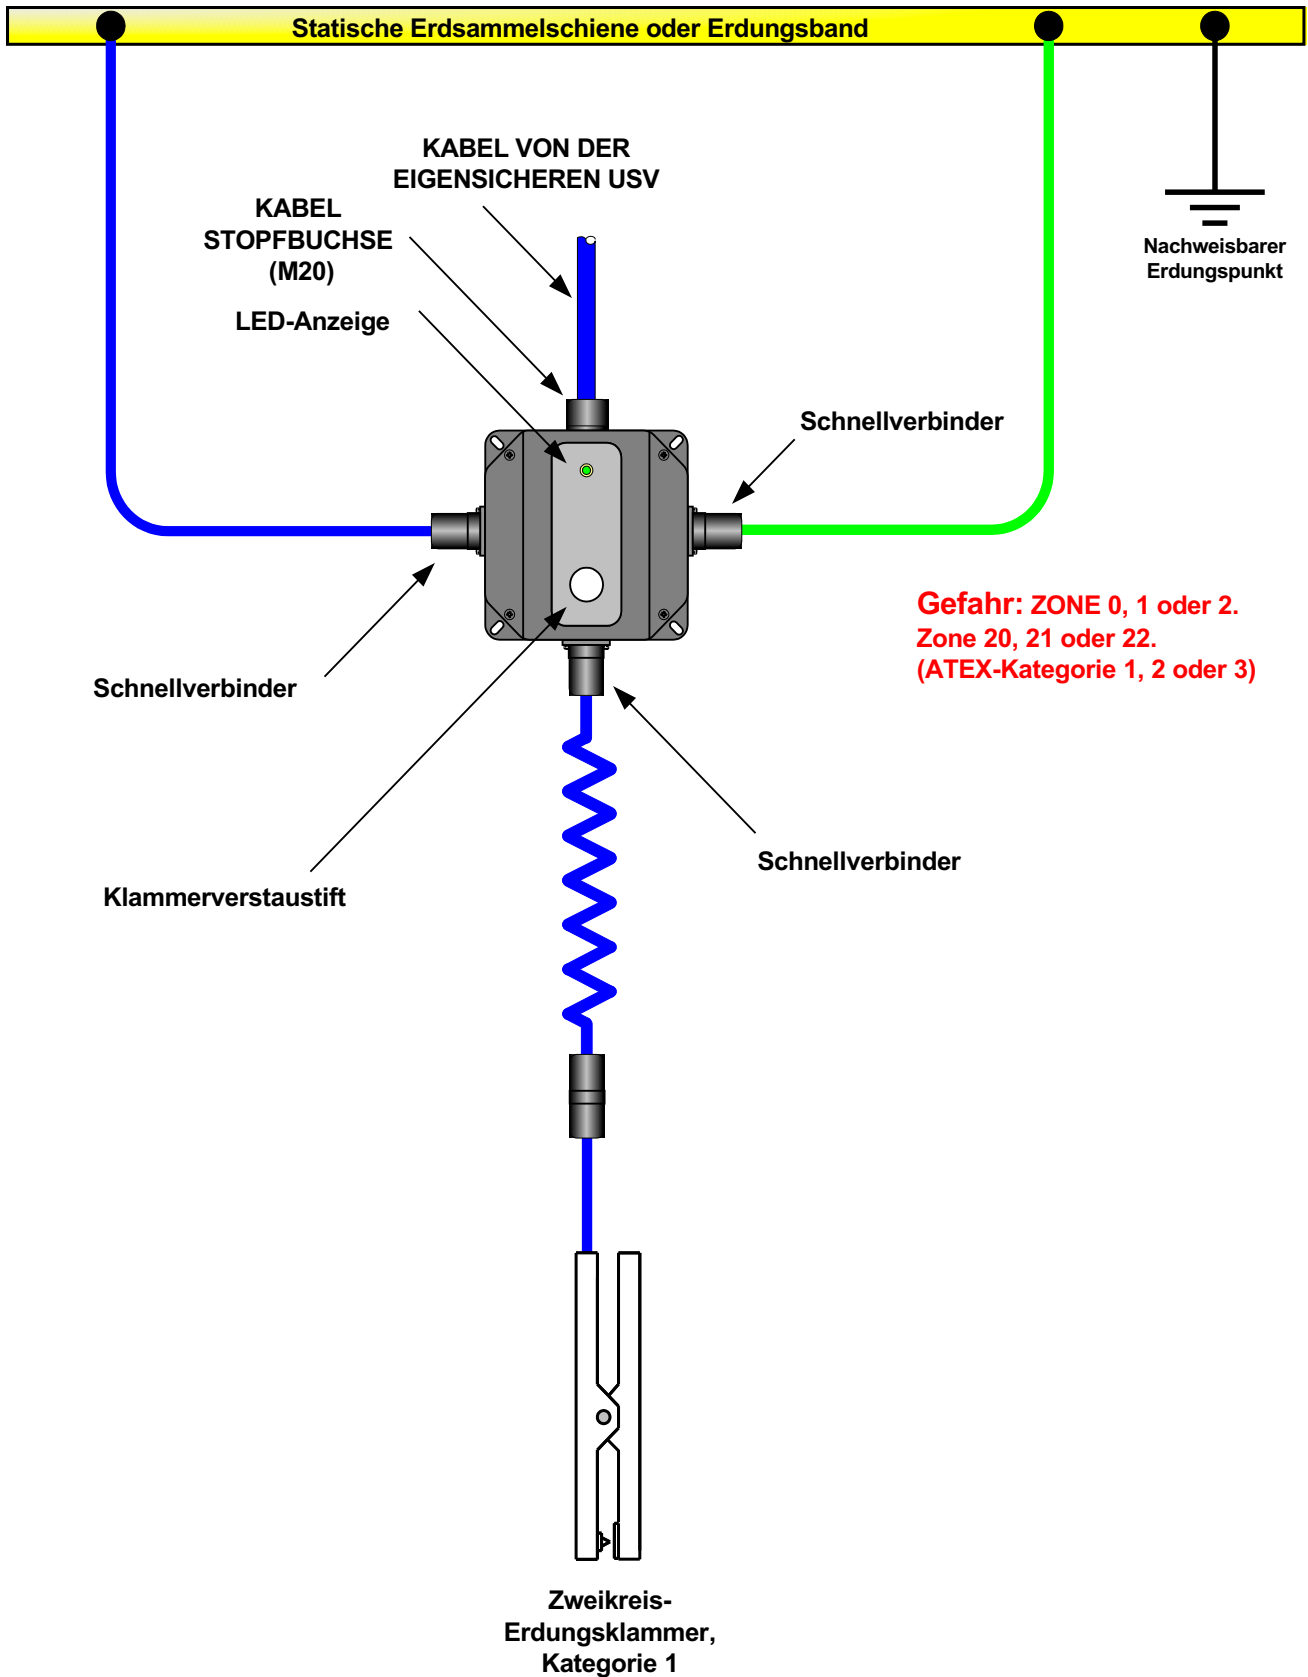 Statische Erdsammelschiene oder Erdungsband
KABEL VON DER
EIGENSICHEREN USV
KABEL
STOPFBUCHSE
(M20)
LED-Anzeige
Nachweisbarer
Erdungspunkt
Schnellverbinder
Gefahr: ZONE 0, 1 oder 2.
Zone 20, 21 oder 22.
(ATEX-Kategorie 1, 2 oder 3)
Schnellverbinder
Schnellverbinder
Klammerverstaustift
Zweikreis-
Erdungsklammer,
Kategorie 1